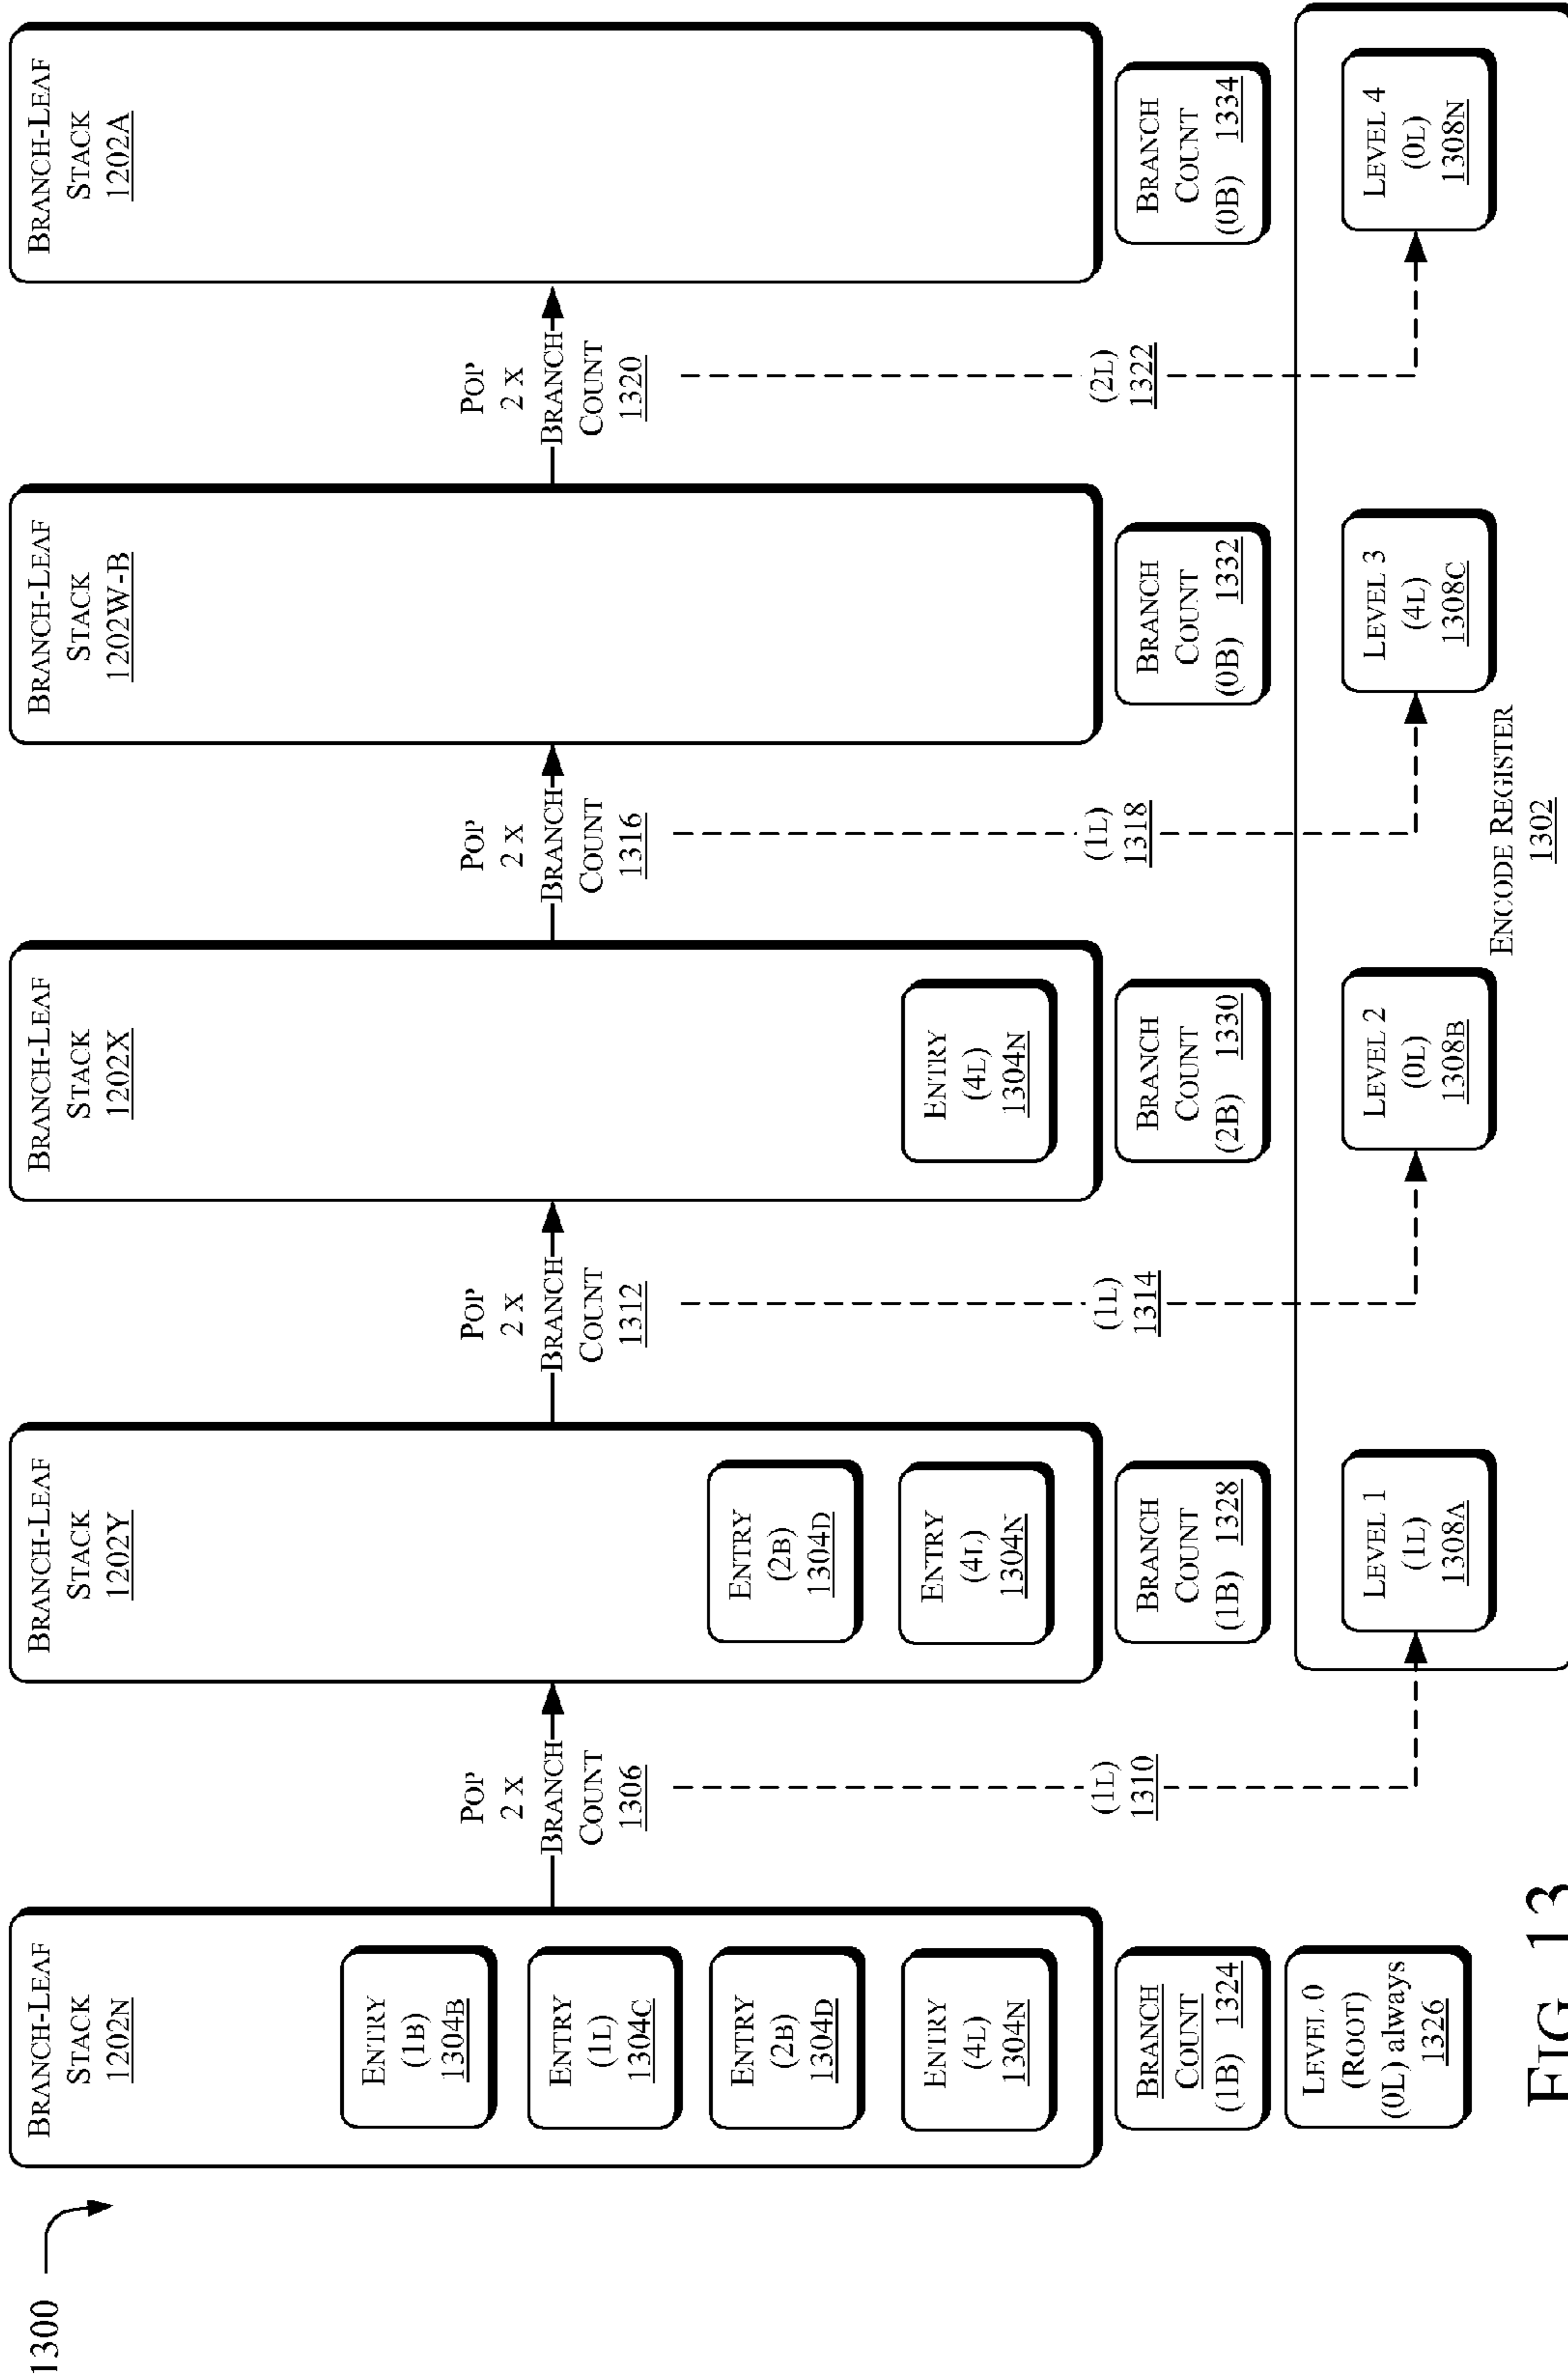 1300
BRANCH-LEAF
STACK
1202N
ENTRY
(1B)
1304B
ENTRY
(1L)
1304C
ENTRY
(2B)
1304D
ENTRY
(4L)
1304N
BRANCH
COUNT
(1B) 1324
LEVEL 0
(ROOT)
(0L) always
1326
POP
2 X
BRANCH
COUNT
1306
(1L)
1310
BRANCH-LEAF
STACK
1202Y
ENTRY
(2B)
1304D
ENTRY
(4L)
1304N
BRANCH
COUNT
(1B) 1328
LEVEL 1
(1L)
1308A
POP
2 X
BRANCH
COUNT
1312
(1L)
1314
BRANCH-LEAF
STACK
1202X
ENTRY
(4L)
1304N
BRANCH
COUNT
(2B) 1330
LEVEL 2
(0L)
1308B
POP
2 X
BRANCH
COUNT
1316
(1L)
1318
BRANCH-LEAF
STACK
1202W-B
BRANCH
COUNT
(0B) 1332
LEVEL 3
(4L)
1308C
POP
2 X
BRANCH
COUNT
1320
(2L)
1322
BRANCH-LEAF
STACK
1202A
BRANCH
COUNT
(0B) 1334
LEVEL 4
(0L)
1308N
ENCODE REGISTER
1302
FIG. 13